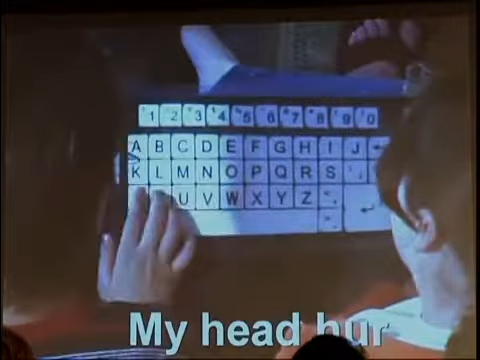 1 2 3 4 5 6 7 8 9 0
A B C D E F G H I J
K L M N O P Q R S
U V W X Y Z
My head hur